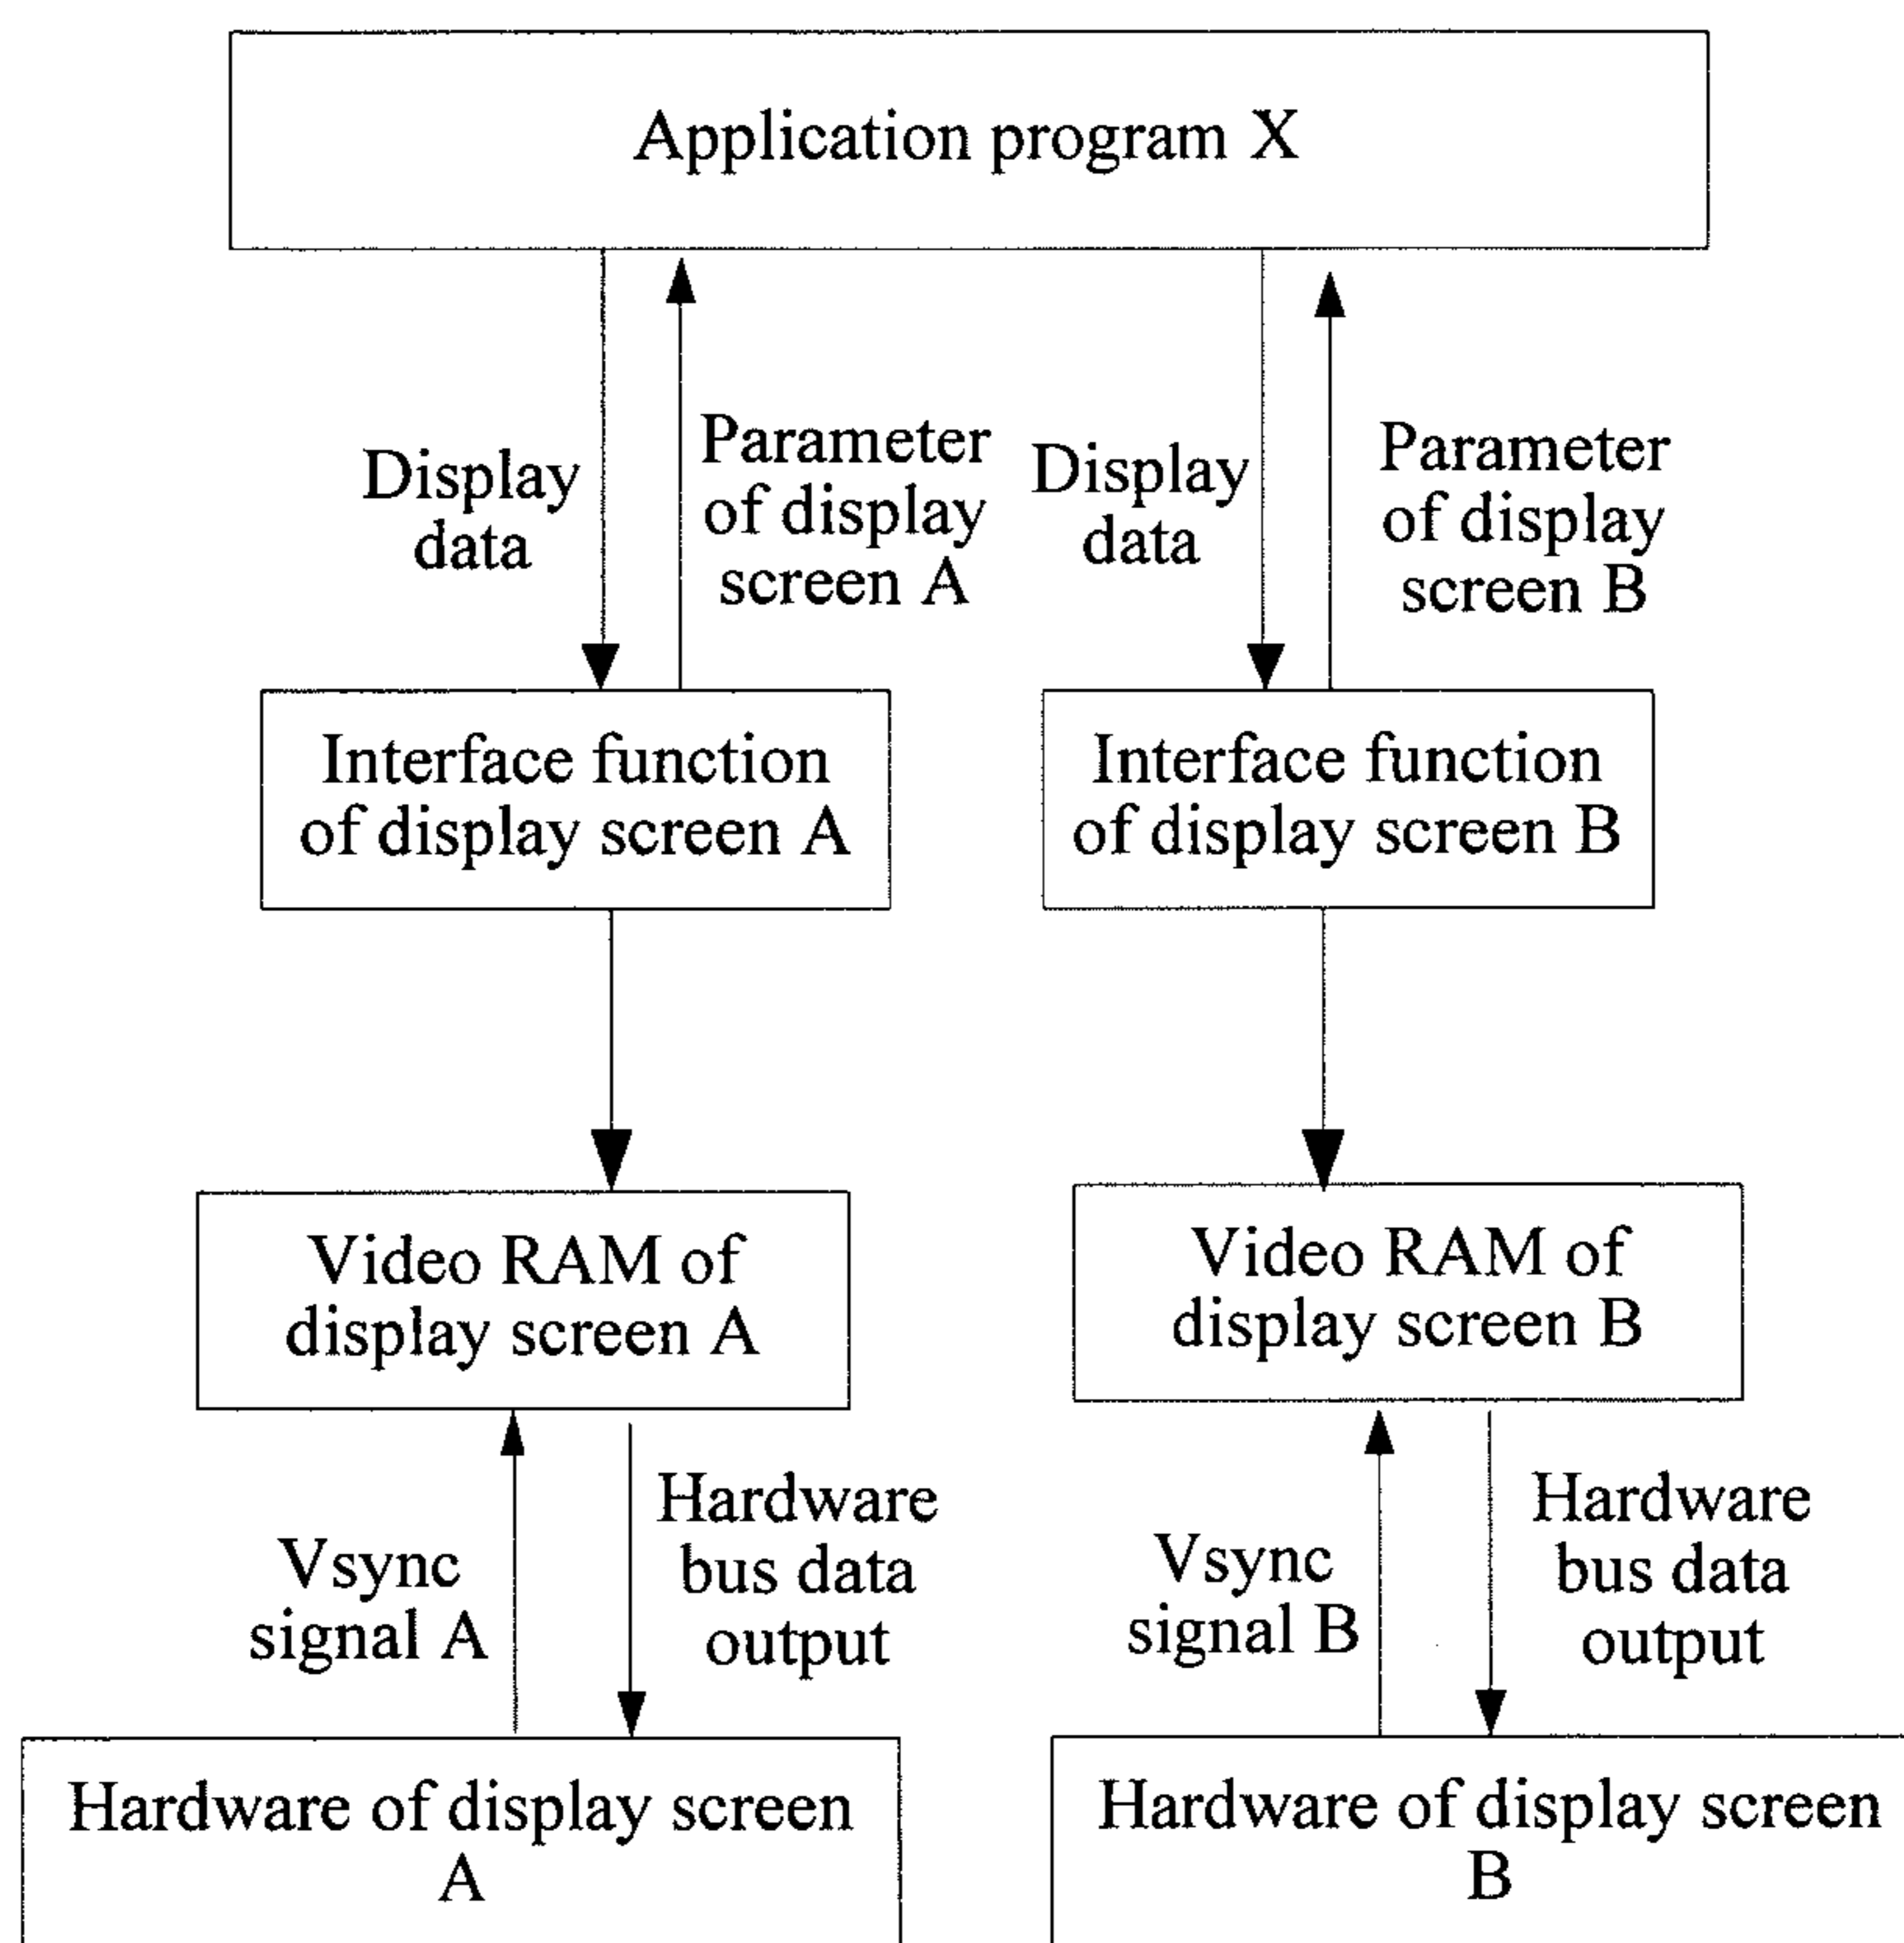 Application program X
Display
data
Parameter
of display
screen A
Display
data
Parameter
of display
screen B
Interface function
of display screen A
Interface function
of display screen B
Video RAM of
display screen A
Video RAM of
display screen B
Vsync
signal A
Hardware
bus data
output
Vsync
signal B
Hardware
bus data
output
Hardware of display screen
A
Hardware of display screen
B